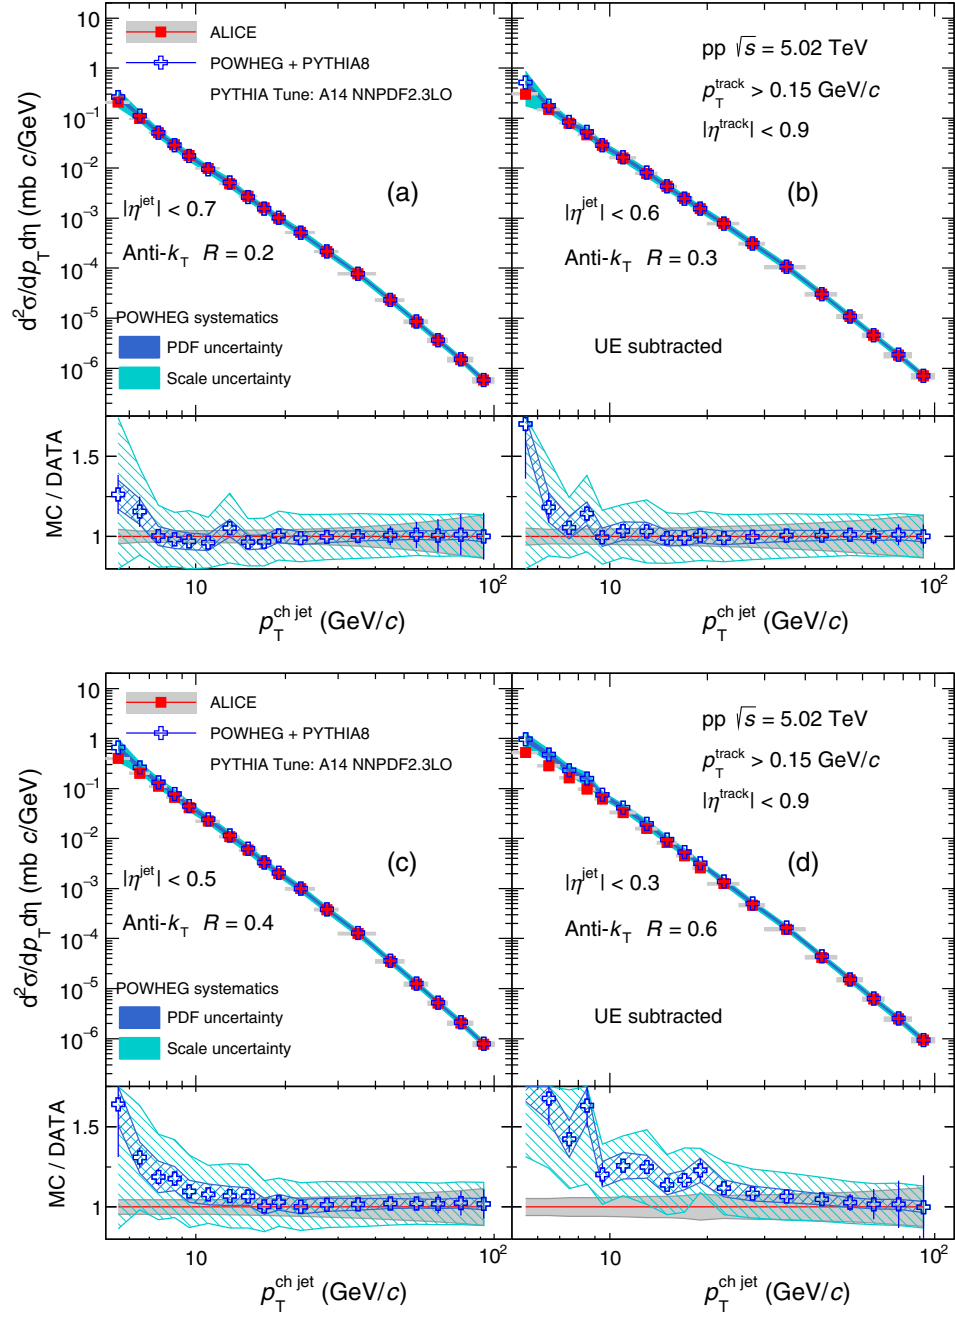 10
1
10⁻¹
10⁻²
10⁻³
10⁻⁴
10⁻⁵
10⁻⁶
d²σ/dp_T dη (mb c/GeV)
ALICE
POWHEG + PYTHIA8
PYTHIA Tune: A14 NNPDF2.3LO
(a)
|η^jet| < 0.7
Anti-k_T R = 0.2
POWHEG systematics
PDF uncertainty
Scale uncertainty
pp √s = 5.02 TeV
p_T^track > 0.15 GeV/c
|η^track| < 0.9
(b)
|η^jet| < 0.6
Anti-k_T R = 0.3
UE subtracted
MC / DATA
1.5
1
10
10²
10
10²
p_T^ch jet (GeV/c)
p_T^ch jet (GeV/c)
10
1
10⁻¹
10⁻²
10⁻³
10⁻⁴
10⁻⁵
10⁻⁶
d²σ/dp_T dη (mb c/GeV)
ALICE
POWHEG + PYTHIA8
PYTHIA Tune: A14 NNPDF2.3LO
(c)
|η^jet| < 0.5
Anti-k_T R = 0.4
POWHEG systematics
PDF uncertainty
Scale uncertainty
pp √s = 5.02 TeV
p_T^track > 0.15 GeV/c
|η^track| < 0.9
(d)
|η^jet| < 0.3
Anti-k_T R = 0.6
UE subtracted
MC / DATA
1.5
1
10
10²
10
10²
p_T^ch jet (GeV/c)
p_T^ch jet (GeV/c)